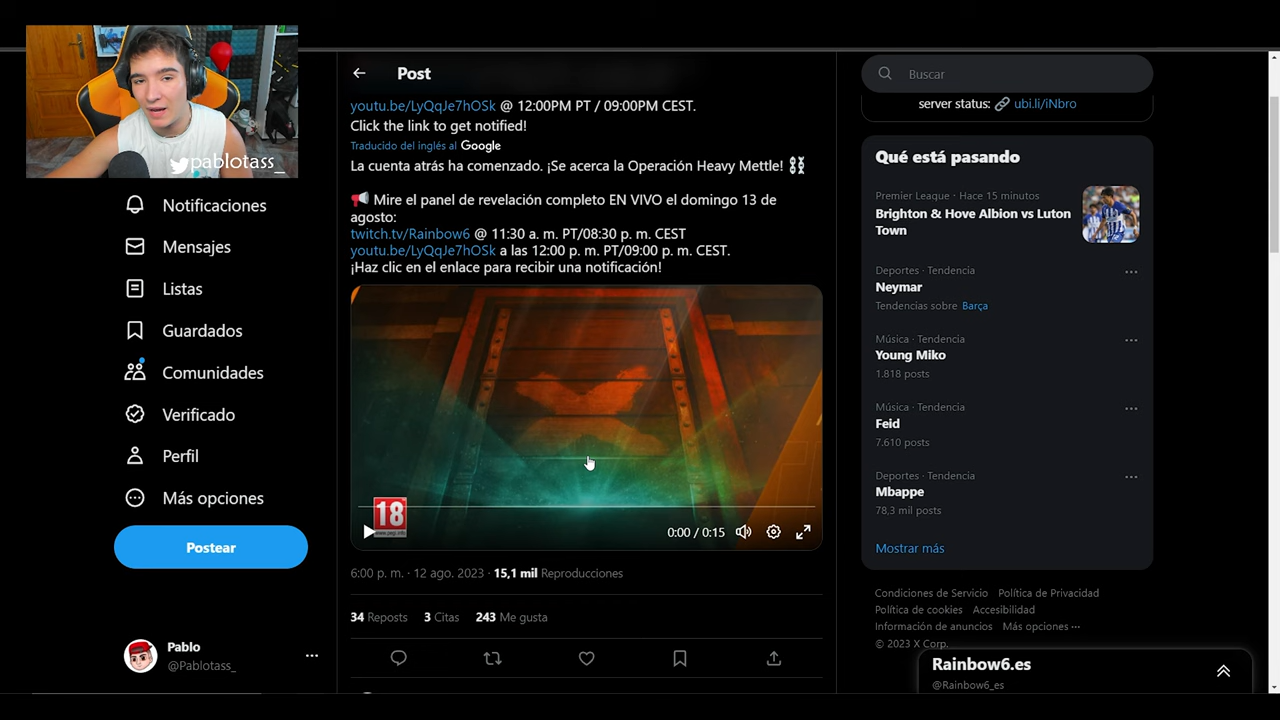 pablotass_
Notificaciones
Mensajes
Listas
Guardados
Comunidades
Verificado
Perfil
Más opciones
Postear
Pablo
@Pablotass_
Post
youtu.be/LyQqJe7hOSk @ 12:00PM PT / 09:00PM CEST.
Click the link to get notified!
Traducido del inglés al Google
La cuenta atrás ha comenzado. ¡Se acerca la Operación Heavy Mettle! ⛓️
📢 Mire el panel de revelación completo EN VIVO el domingo 13 de
agosto:
twitch.tv/Rainbow6 @ 11:30 a. m. PT/08:30 p. m. CEST
youtu.be/LyQqJe7hOSk a las 12:00 p. m. PT/09:00 p. m. CEST.
¡Haz clic en el enlace para recibir una notificación!
18
www.pegi.info
0:00 / 0:15
6:00 p. m. · 12 ago. 2023 · 15,1 mil Reproducciones
34 Reposts 3 Citas 243 Me gusta
Buscar
server status: 🔗 ubi.li/iNbro
Qué está pasando
Premier League · Hace 15 minutos
Brighton & Hove Albion vs Luton
Town
Deportes · Tendencia
Neymar
Tendencias sobre Barça
Música · Tendencia
Young Miko
1.818 posts
Música · Tendencia
Feid
7.610 posts
Deportes · Tendencia
Mbappe
78,3 mil posts
Mostrar más
Condiciones de Servicio Política de Privacidad
Política de cookies Accesibilidad
Información de anuncios Más opciones ···
© 2023 X Corp.
Rainbow6.es
@Rainbow6_es